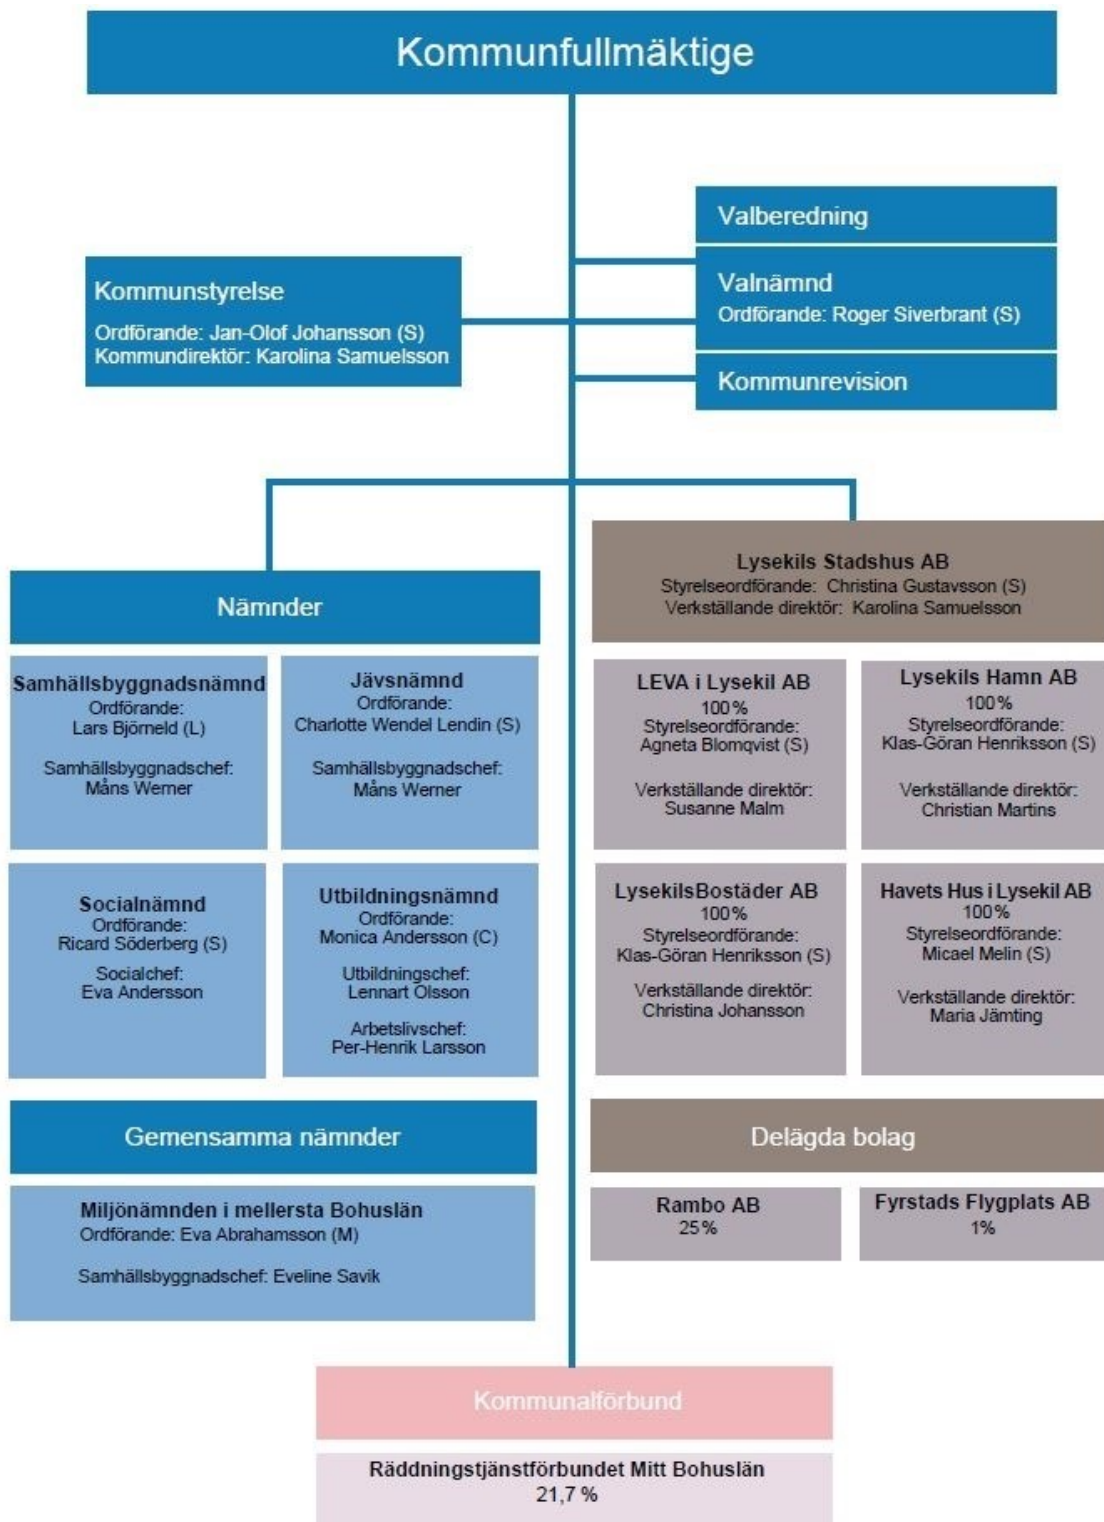 Kommunfullmäktige
Valberedning
Valnämnd
Ordförande: Roger Siverbrant (S)
Kommunrevision
Kommunstyrelse
Ordförande: Jan-Olof Johansson (S)
Kommundirektör: Karolina Samuelsson
Nämnder
Samhällsbyggnadsnämnd
Ordförande:
Lars Björneld (L)
Samhällsbyggnadschef:
Måns Werner
Jävsnämnd
Ordförande:
Charlotte Wendel Lendin (S)
Samhällsbyggnadschef:
Måns Werner
Socialnämnd
Ordförande:
Ricard Söderberg (S)
Socialchef:
Eva Andersson
Utbildningsnämnd
Ordförande:
Monica Andersson (C)
Utbildningschef:
Lennart Olsson
Arbetslivschef:
Per-Henrik Larsson
Gemensamma nämnder
Miljönämnden i mellersta Bohuslän
Ordförande: Eva Abrahamsson (M)
Samhällsbyggnadschef: Eveline Savik
Lysekils Stadshus AB
Styrelseordförande: Christina Gustavsson (S)
Verkställande direktör: Karolina Samuelsson
LEVA i Lysekil AB
100%
Styrelseordförande:
Agneta Blomqvist (S)
Verkställande direktör:
Susanne Malm
Lysekils Hamn AB
100%
Styrelseordförande:
Klas-Göran Henriksson (S)
Verkställande direktör:
Christian Martins
LysekilsBostäder AB
100%
Styrelseordförande:
Klas-Göran Henriksson (S)
Verkställande direktör:
Christina Johansson
Havets Hus i Lysekil AB
100%
Styrelseordförande:
Micael Melin (S)
Verkställande direktör:
Maria Jämting
Delägda bolag
Rambo AB
25%
Fyrstads Flygplats AB
1%
Kommunalförbund
Räddningstjänstförbundet Mitt Bohuslän
21,7 %